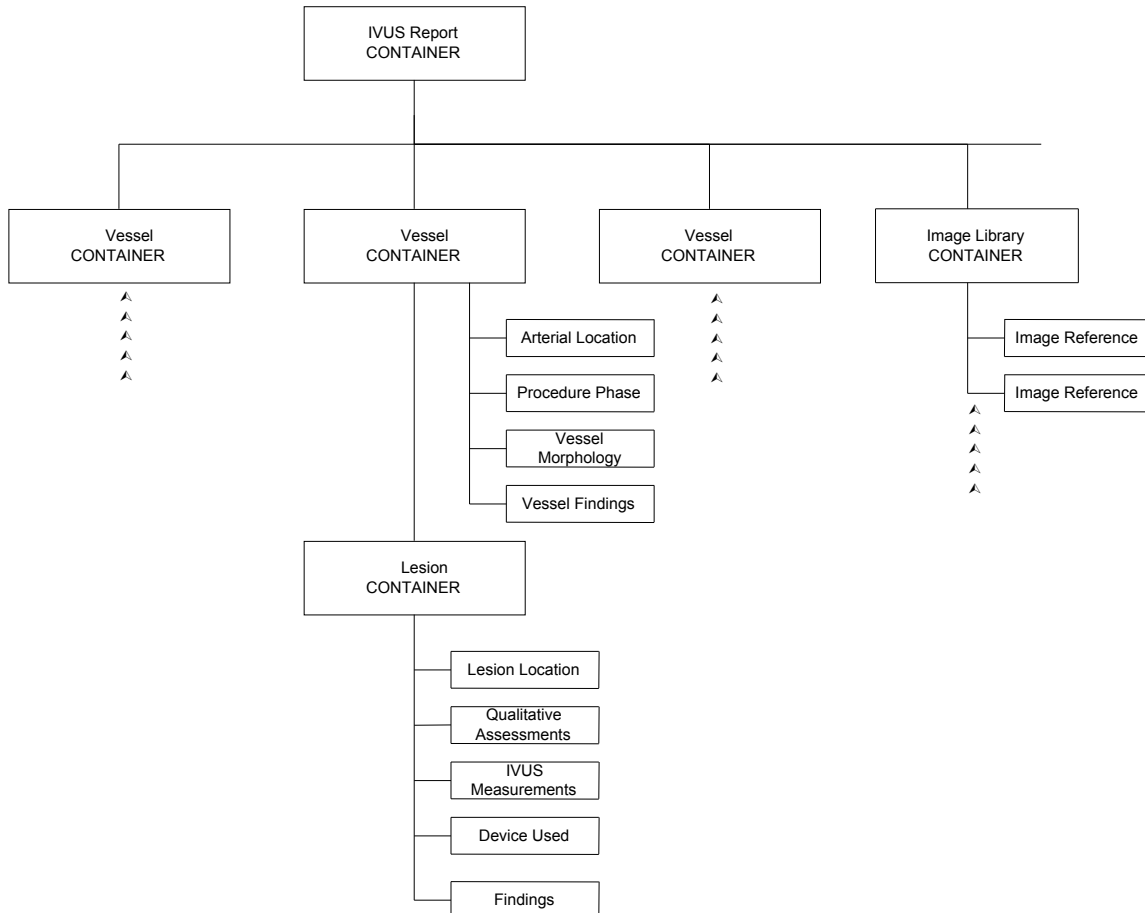 IVUS Report
CONTAINER
Vessel
CONTAINER
Vessel
CONTAINER
Vessel
CONTAINER
Image Library
CONTAINER
Arterial Location
Procedure Phase
Vessel
Morphology
Vessel Findings
Image Reference
Image Reference
Lesion
CONTAINER
Lesion Location
Qualitative
Assessments
IVUS
Measurements
Device Used
Findings